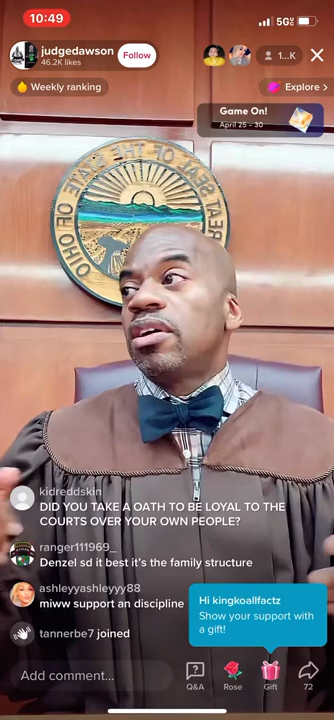 10:49
5G
judgedawson
46.2K likes
Follow
1...K
Weekly ranking
Explore >
Game On!
April 25 - 30
GREAT SEAL OF THE STATE OF OHIO
kidreddskin
DID YOU TAKE A OATH TO BE LOYAL TO THE
COURTS OVER YOUR OWN PEOPLE?
ranger111969_
Denzel sd it best it's the family structure
ashleyyashleyyy88
miww support an discipline
tannerbe7 joined
Hi kingkoallfactz
Show your support with
a gift!
Add comment...
Q&A
Rose
Gift
72